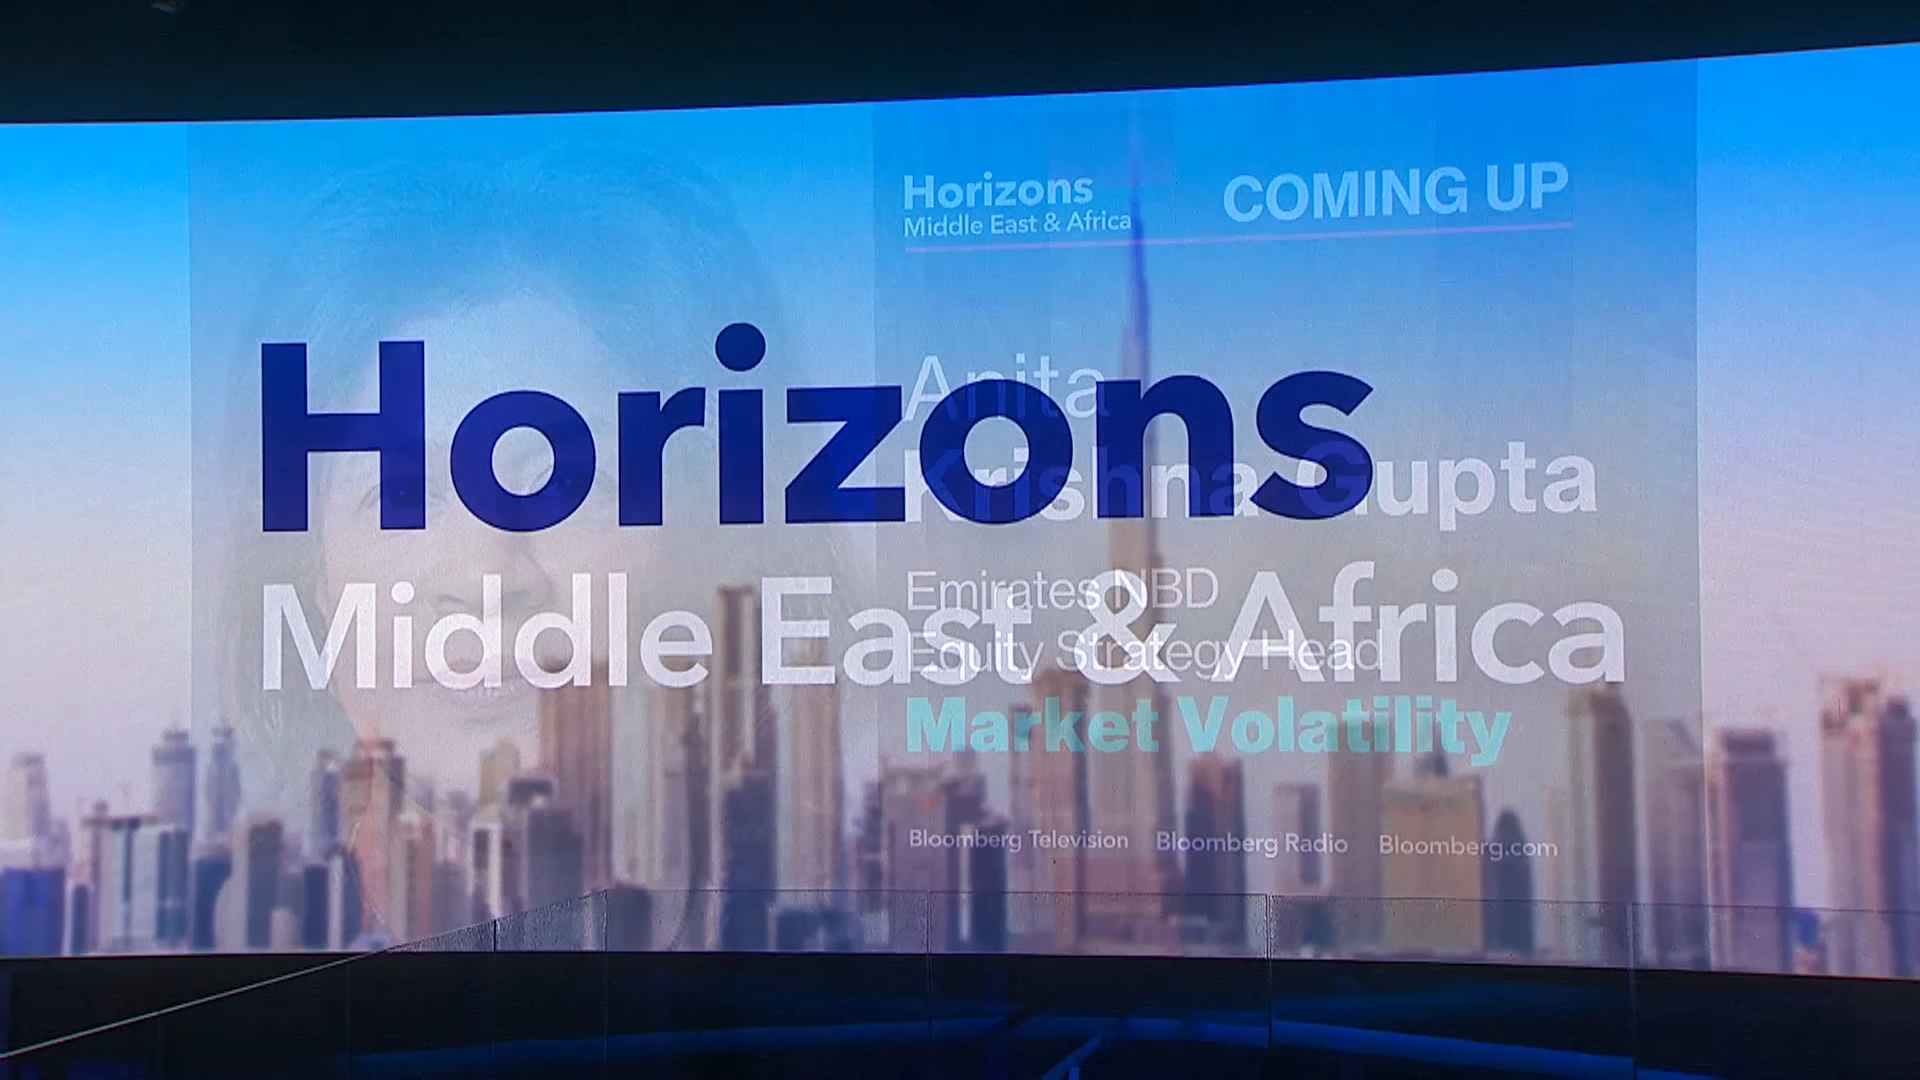 Horizons
Middle East & Africa
COMING UP
Anita
Krishna Gupta
Emirates NBD
Equity Strategy Head
Market Volatility
Bloomberg Television Bloomberg Radio Bloomberg.com
Horizons
Middle East & Africa